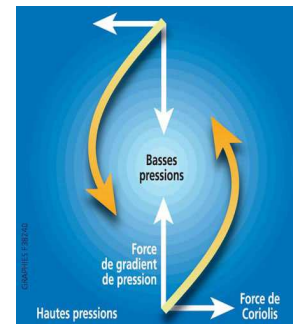 Basses
pressions
Force
de gradient
de pression
Hautes pressions
Force de
Coriolis